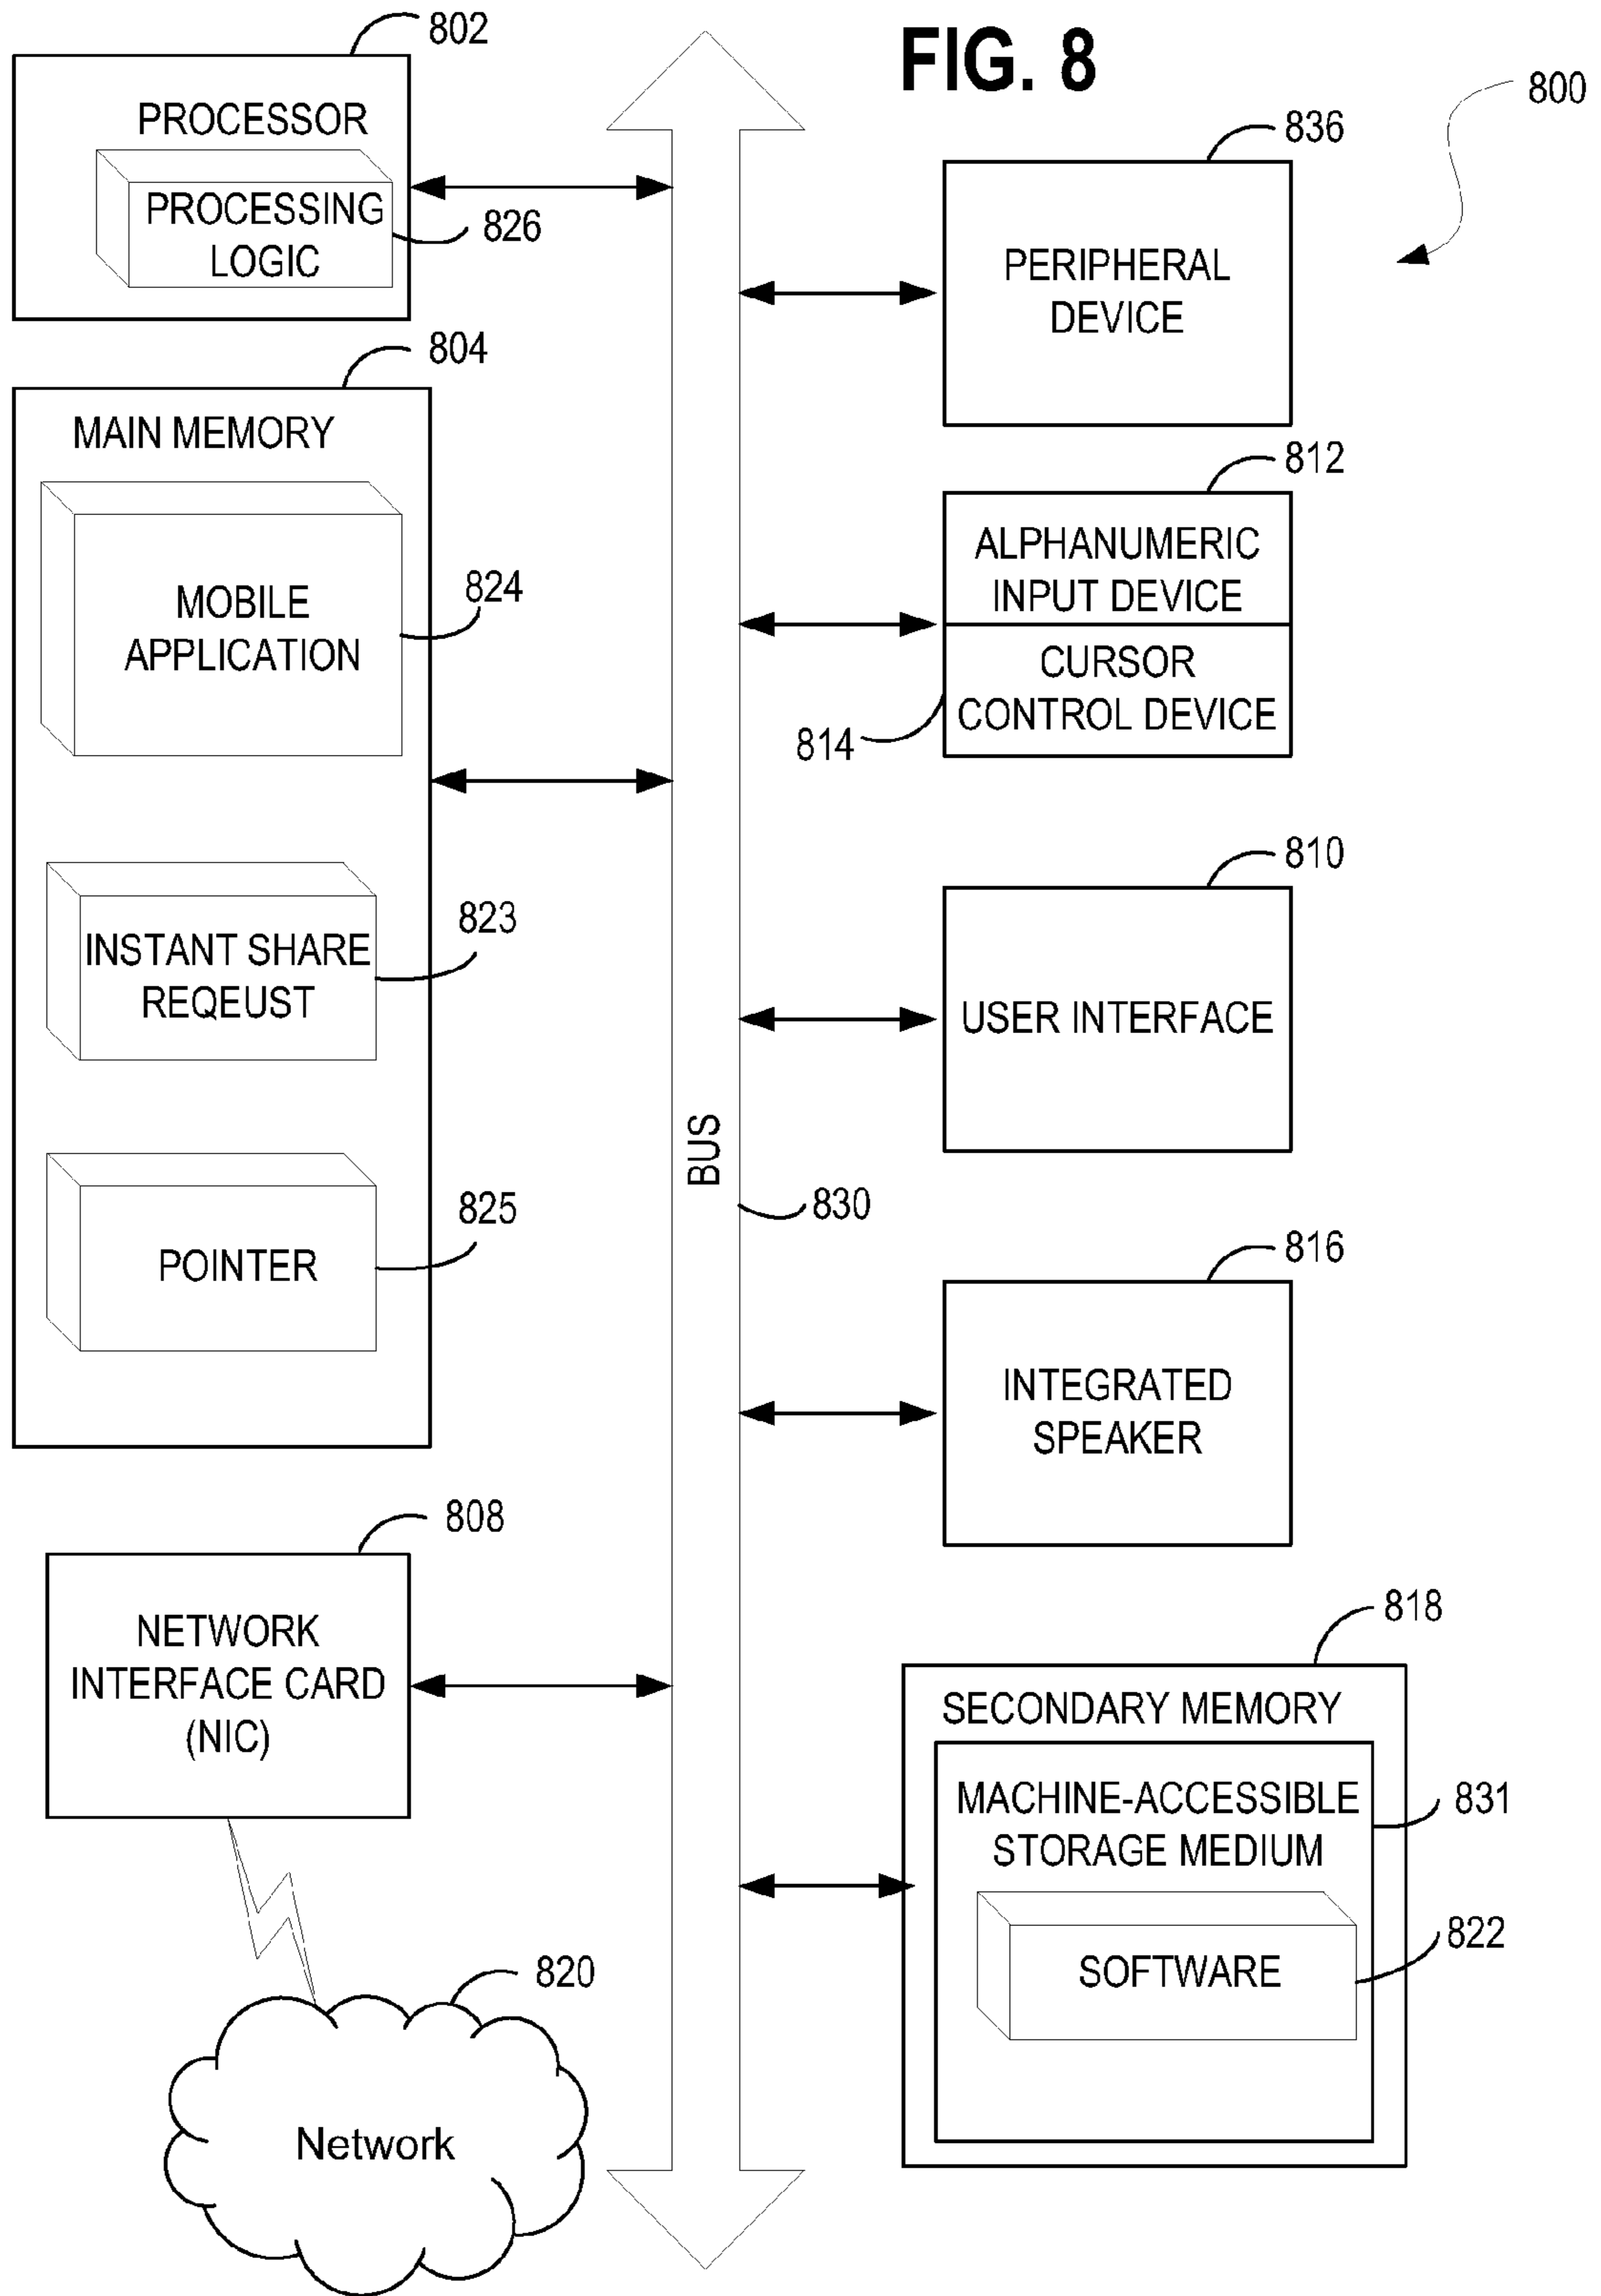 FIG. 8
800
802
PROCESSOR
PROCESSING
LOGIC
826
804
MAIN MEMORY
MOBILE
APPLICATION
824
INSTANT SHARE
REQEUST
823
POINTER
825
808
NETWORK
INTERFACE CARD
(NIC)
820
Network
BUS
830
836
PERIPHERAL
DEVICE
812
ALPHANUMERIC
INPUT DEVICE
CURSOR
CONTROL DEVICE
814
810
USER INTERFACE
816
INTEGRATED
SPEAKER
818
SECONDARY MEMORY
MACHINE-ACCESSIBLE
STORAGE MEDIUM
831
SOFTWARE
822